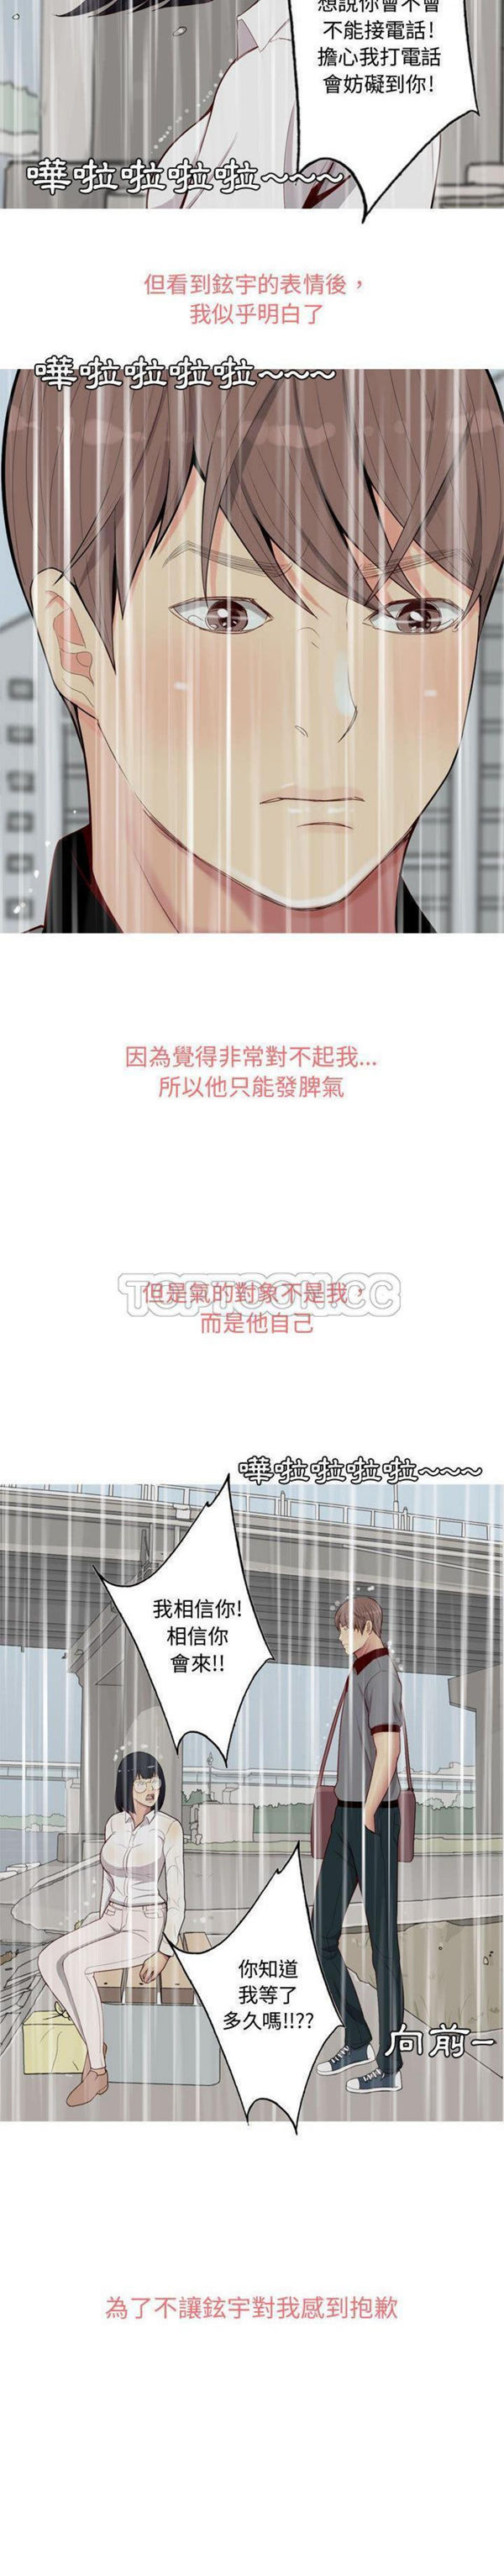 想說你會不會
不能接電話!
擔心我打電話
會妨礙到你!
嘩啦啦啦啦~~~
但看到鉉宇的表情後，
我似乎明白了
嘩啦啦啦啦~~~
因為覺得非常對不起我...
所以他只能發脾氣
TOPTOON.CC
但是氣的對象不是我，
而是他自己
嘩啦啦啦啦~~~
我相信你!
相信你
會來!!
你知道
我等了
多久嗎!!??
向前-
為了不讓鉉宇對我感到抱歉